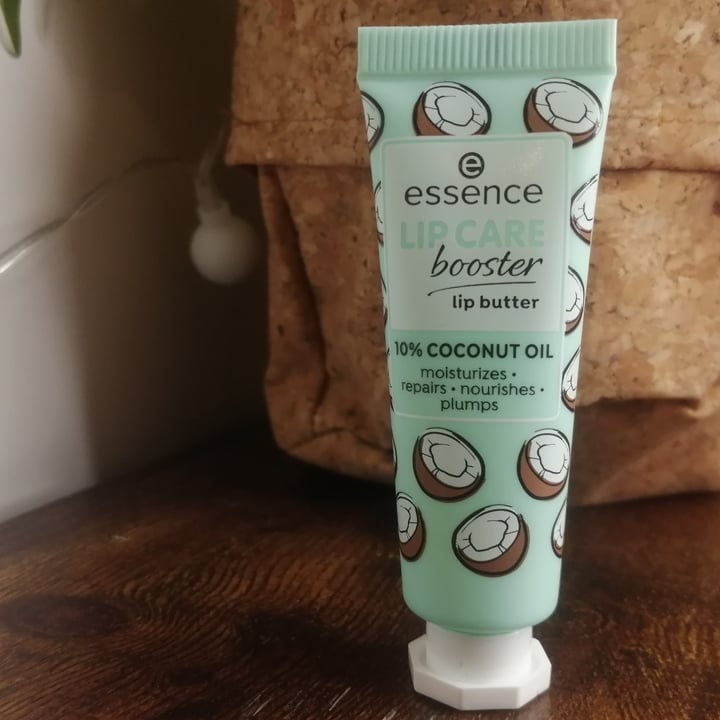 e
essence
LIP CARE
booster
lip butter
10% COCONUT OIL
moisturizes •
repairs • nourishes •
plumps